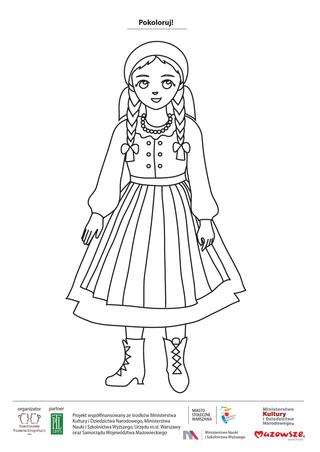 Pokoloruj!
organizator
partner
Projekt współfinansowany ze środków Ministerstwa
Kultury i Dziedzictwa Narodowego, Ministerstwa
Nauki i Szkolnictwa Wyższego, Urzędu m.st. Warszawy
oraz Samorządu Województwa Mazowieckiego
MIASTO
STOŁECZNE
WARSZAWA
Ministerstwo
Kultury
i Dziedzictwa
Narodowego.
Ministerstwo Nauki
i Szkolnictwa Wyższego
Mazowsze.